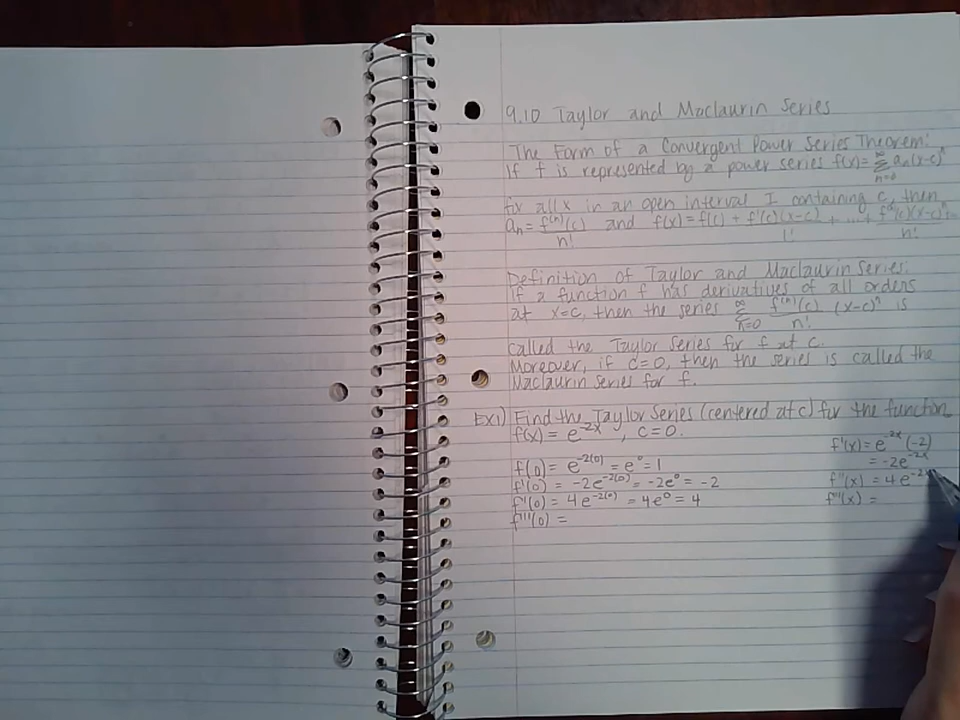 9.10 Taylor and Maclaurin Series
The Form of a Convergent Power Series Theorem:
If f is represented by a power series f(x) = ∞ Σ n=0 aₙ(x-c)ⁿ
for all x in an open interval I containing c, then
aₙ = f⁽ⁿ⁾(c)/n! and f(x) = f(c) + f'(c)(x-c)/1! + .... + fⁿ(c)(x-c)ⁿ/n!
Definition of Taylor and Maclaurin Series:
If a function f has derivatives of all orders
at x=c, then the series ∞ Σ n=0 f⁽ⁿ⁾(c)/n! (x-c)ⁿ is
called the Taylor Series for f at c.
Moreover, if c=0, then the series is called the
Maclaurin Series for f.
EX1) Find the Taylor Series (centered at c) for the function
f(x) = e⁻²ˣ, c=0.
f(0) = e⁻²⁽⁰⁾ = e⁰ = 1
f'(0) = -2e⁻²⁽⁰⁾ = -2e⁰ = -2
f''(0) = 4e⁻²⁽⁰⁾ = 4e⁰ = 4
f'''(0) =
f'(x) = e⁻²ˣ(-2)
= -2e⁻²ˣ
f''(x) = 4e⁻²ˣ
f'''(x) =